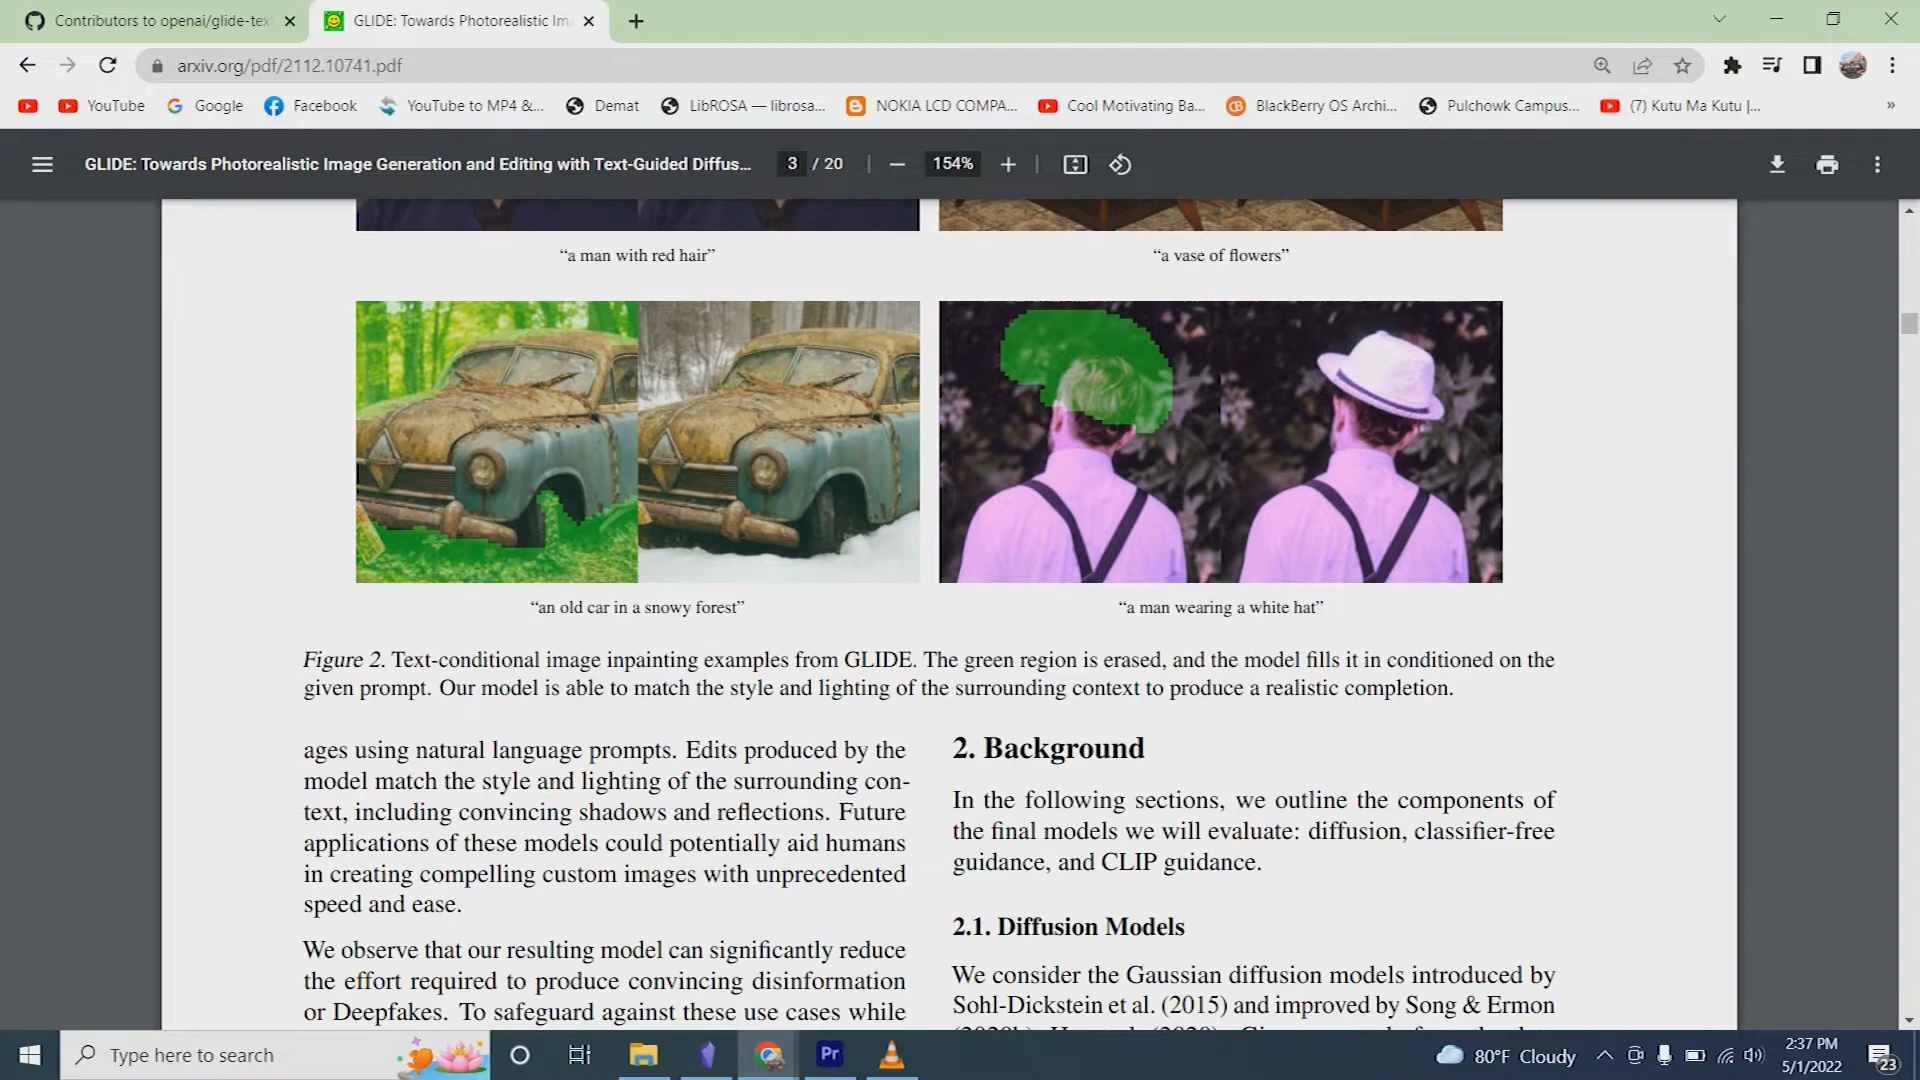 Contributors to openai/glide-tex
GLIDE: Towards Photorealistic Im
arxiv.org/pdf/2112.10741.pdf
YouTube
Google
Facebook
YouTube to MP4 &...
Demat
LibROSA — librosa...
NOKIA LCD COMPA...
Cool Motivating Ba...
BlackBerry OS Archi...
Pulchowk Campus...
(7) Kutu Ma Kutu |...
»
GLIDE: Towards Photorealistic Image Generation and Editing with Text-Guided Diffus...
3 / 20
154%
“a man with red hair”
“a vase of flowers”
“an old car in a snowy forest”
“a man wearing a white hat”
Figure 2. Text-conditional image inpainting examples from GLIDE. The green region is erased, and the model fills it in conditioned on the
given prompt. Our model is able to match the style and lighting of the surrounding context to produce a realistic completion.
ages using natural language prompts. Edits produced by the
model match the style and lighting of the surrounding con-
text, including convincing shadows and reflections. Future
applications of these models could potentially aid humans
in creating compelling custom images with unprecedented
speed and ease.
We observe that our resulting model can significantly reduce
the effort required to produce convincing disinformation
or Deepfakes. To safeguard against these use cases while
2. Background
In the following sections, we outline the components of
the final models we will evaluate: diffusion, classifier-free
guidance, and CLIP guidance.
2.1. Diffusion Models
We consider the Gaussian diffusion models introduced by
Sohl-Dickstein et al. (2015) and improved by Song & Ermon
Type here to search
Pr
80°F Cloudy
2:37 PM
5/1/2022
23